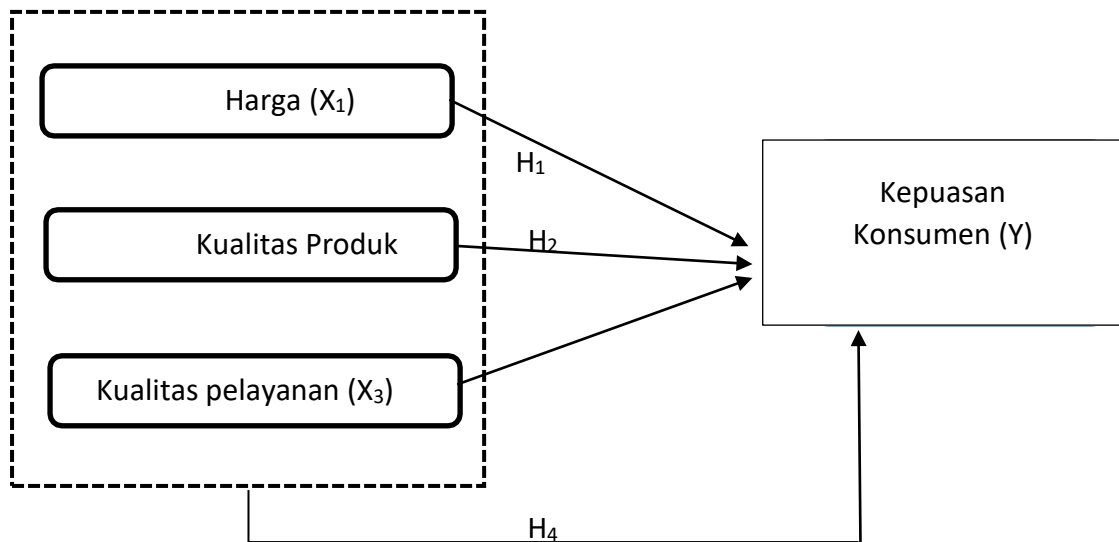 Harga (X₁)
H₁
Kualitas Produk
H₂
Kualitas pelayanan (X₃)
Kepuasan
Konsumen (Y)
H₄